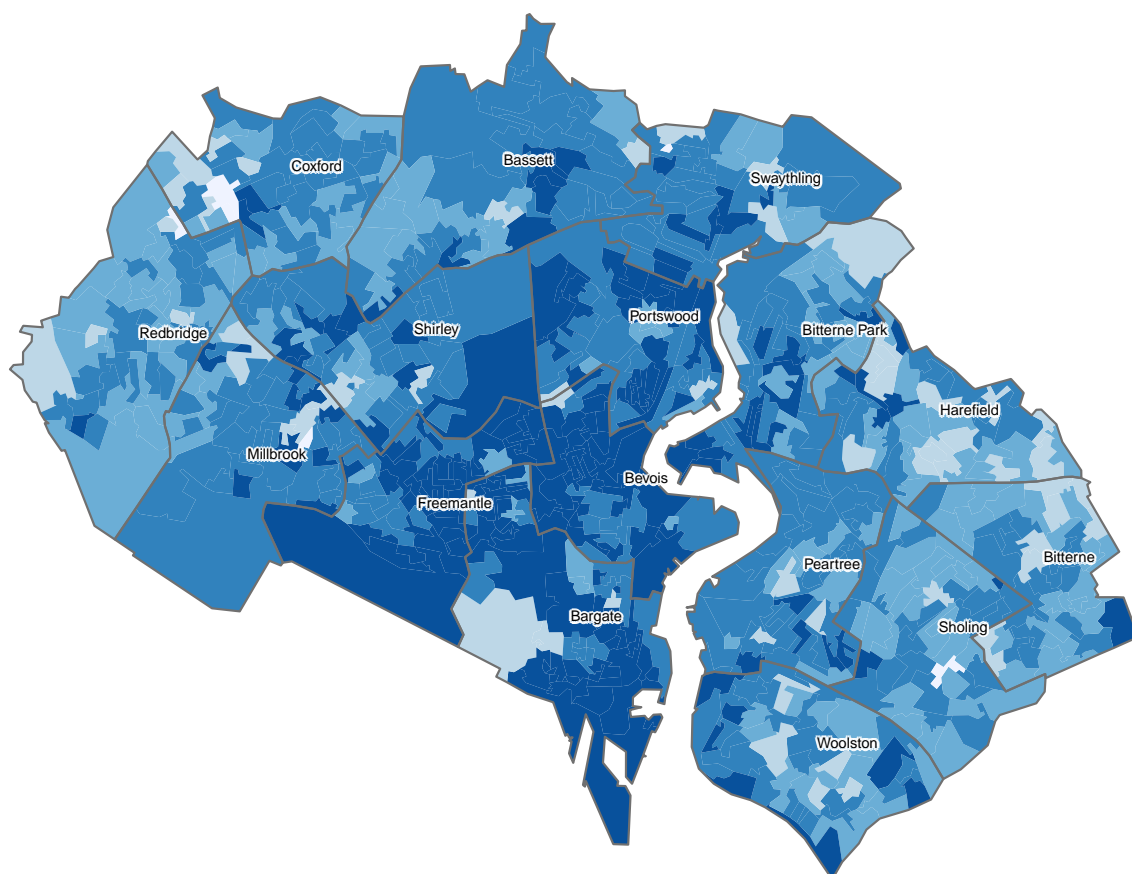 Bassett
Coxford
Swaythling
Portswood
Shirley
Bitterne Park
Redbridge
Harefield
Millbrook
Bevois
Freemantle
Bitterne
Peartree
Bargate
Sholing
Woolston